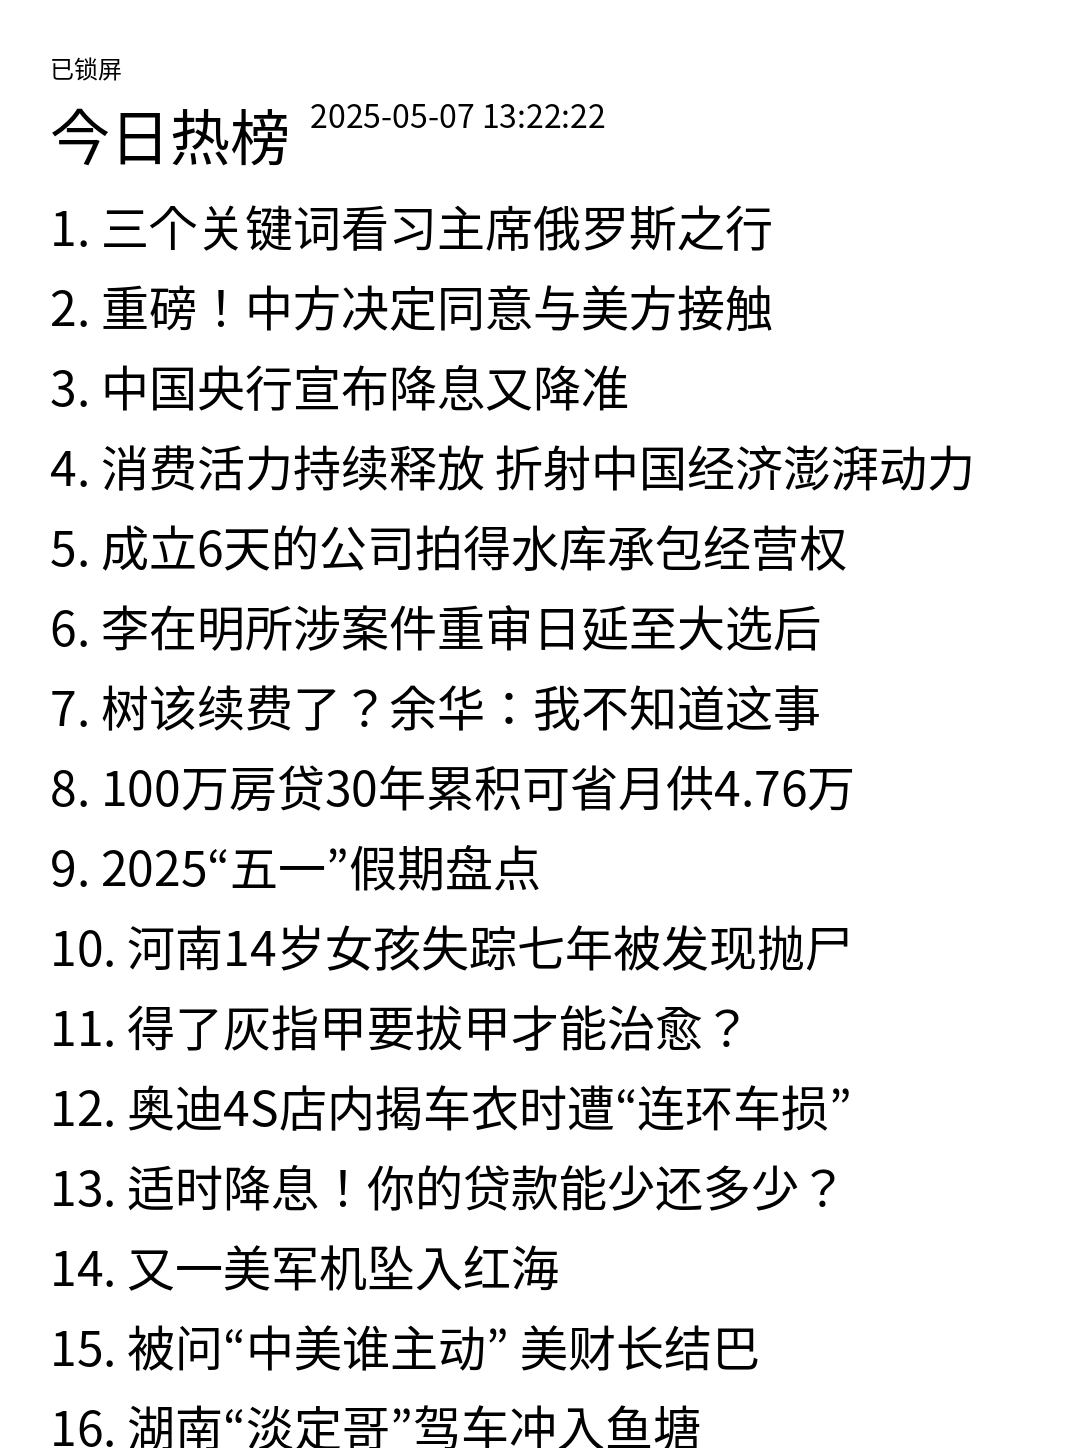 已锁屏
今日热榜 2025-05-07 13:22:22
1. 三个关键词看习主席俄罗斯之行
2. 重磅！中方决定同意与美方接触
3. 中国央行宣布降息又降准
4. 消费活力持续释放 折射中国经济澎湃动力
5. 成立6天的公司拍得水库承包经营权
6. 李在明所涉案件重审日延至大选后
7. 树该续费了？余华：我不知道这事
8. 100万房贷30年累积可省月供4.76万
9. 2025“五一”假期盘点
10. 河南14岁女孩失踪七年被发现抛尸
11. 得了灰指甲要拔甲才能治愈？
12. 奥迪4S店内揭车衣时遭“连环车损”
13. 适时降息！你的贷款能少还多少？
14. 又一美军机坠入红海
15. 被问“中美谁主动” 美财长结巴
16. 湖南“淡定哥”驾车冲入鱼塘